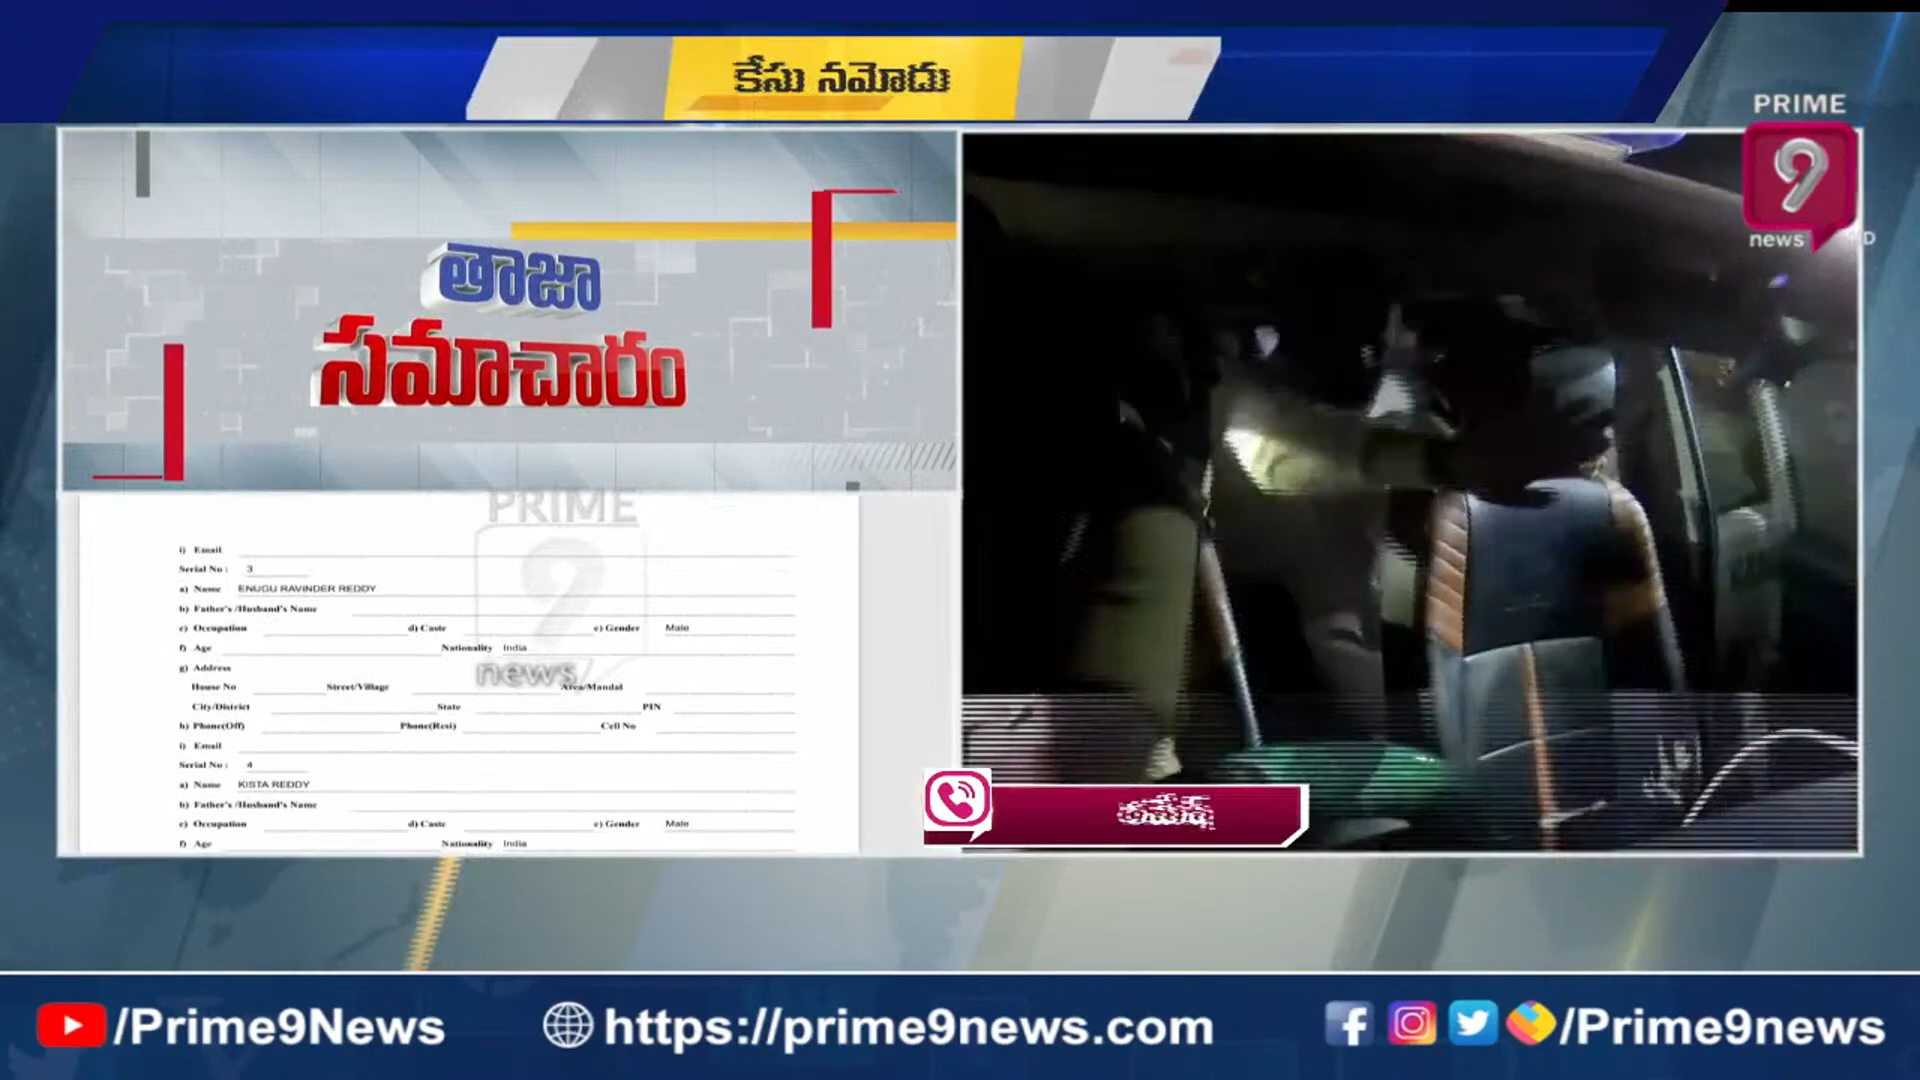 కేసు నమోదు
PRIME
9
news
తాజా
సమాచారం
PRIME
9
news
i) Email
Serial No : 3
a) Name ENUGU RAVINDER REDDY
b) Father's /Husband's Name
c) Occupation d) Caste e) Gender Male
f) Age Nationality India
g) Address
House No Street/Village Area/Mandal
City/District State PIN
h) Phone(Off) Phone(Resi) Cell No
i) Email
Serial No : 4
a) Name KISTA REDDY
b) Father's /Husband's Name
c) Occupation d) Caste e) Gender Male
f) Age Nationality India
/Prime9News
https://prime9news.com
/Prime9news